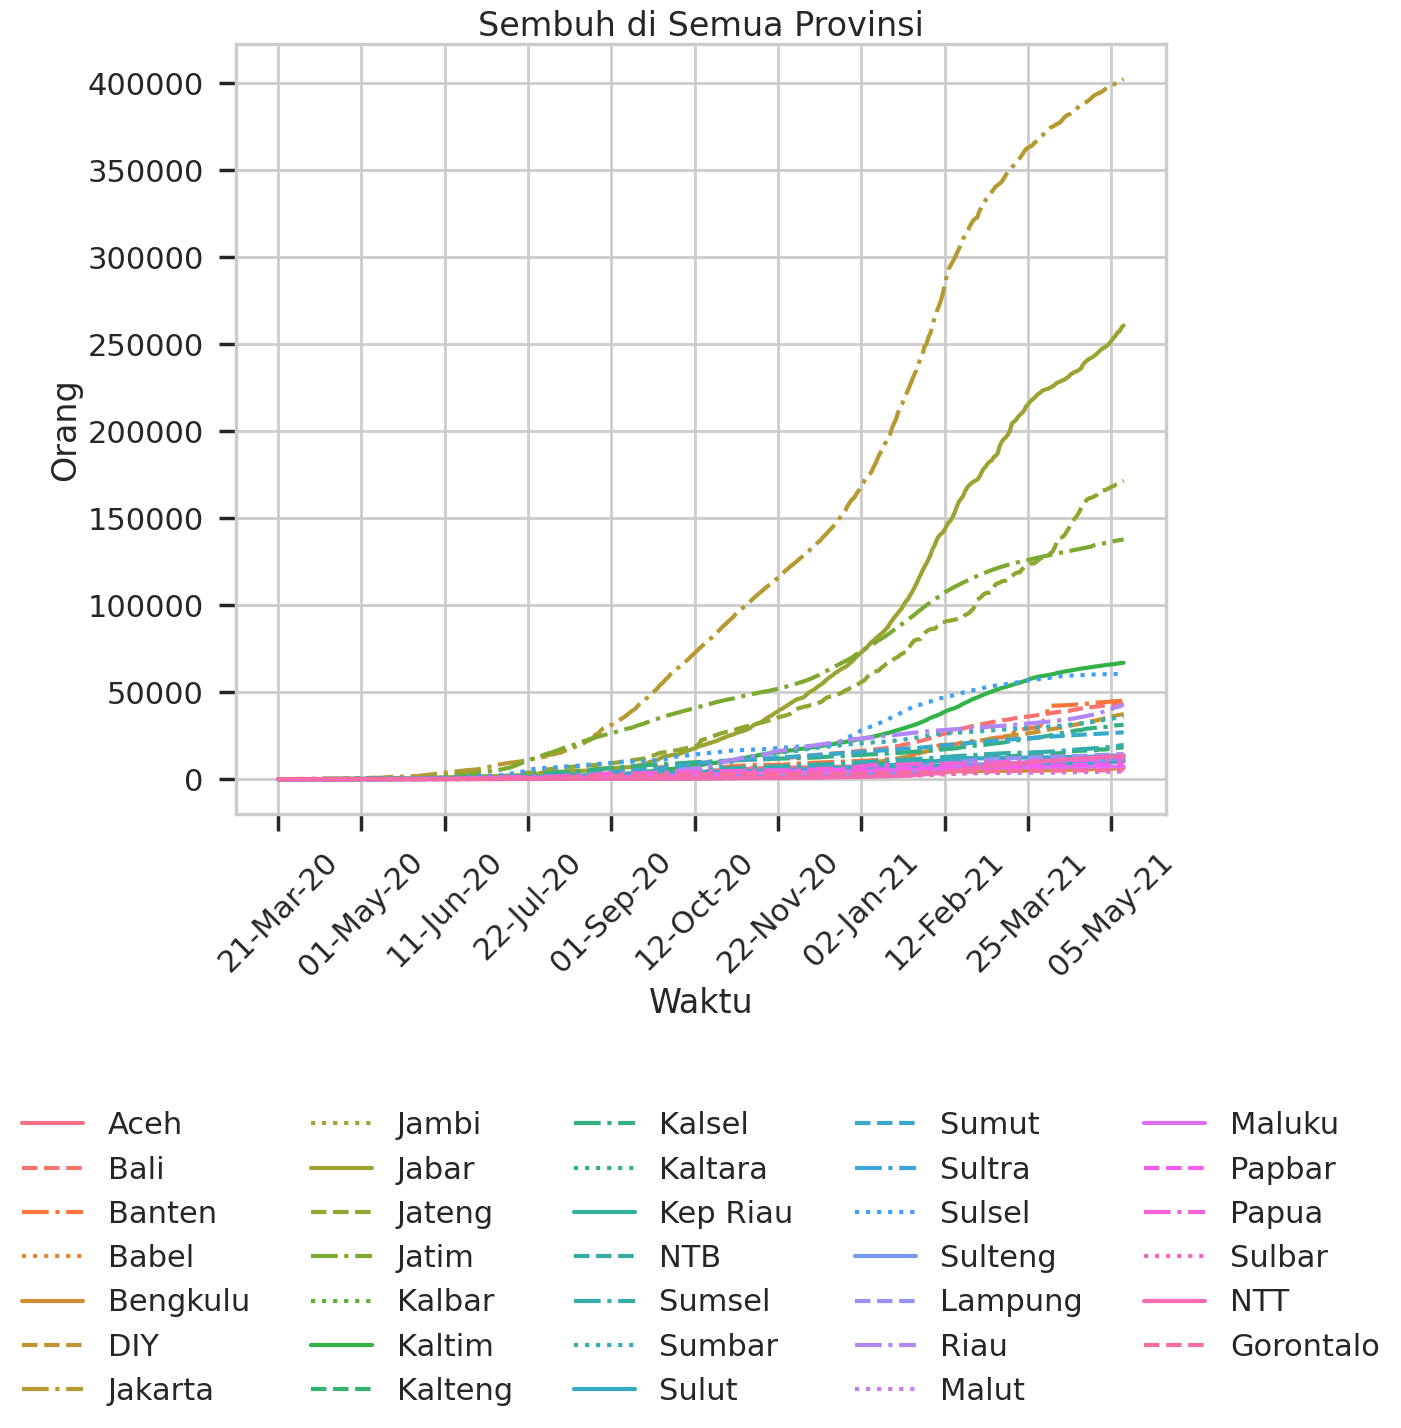 Sembuh di Semua Provinsi
400000
350000
300000
250000
200000
150000
100000
50000
0
Orang
21-Mar-20
01-May-20
11-Jun-20
22-Jul-20
01-Sep-20
12-Oct-20
22-Nov-20
02-Jan-21
12-Feb-21
25-Mar-21
05-May-21
Waktu
Aceh
Bali
Banten
Babel
Bengkulu
DIY
Jakarta
Jambi
Jabar
Jateng
Jatim
Kalbar
Kaltim
Kalteng
Kalsel
Kaltara
Kep Riau
NTB
Sumsel
Sumbar
Sulut
Sumut
Sultra
Sulsel
Sulteng
Lampung
Riau
Malut
Maluku
Papbar
Papua
Sulbar
NTT
Gorontalo